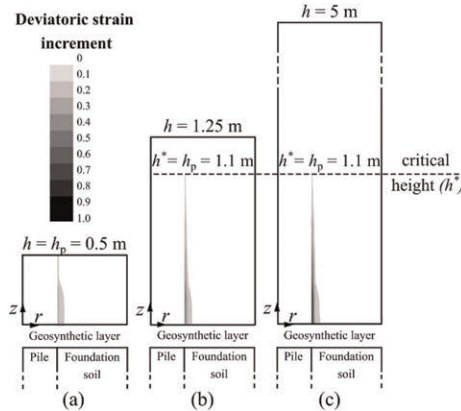 Deviatoric strain
increment
0
0.1
0.2
0.3
0.4
0.5
0.6
0.7
0.8
0.9
1.0
h = 5 m
h = 1.25 m
h* = hp = 1.1 m
h* = hp = 1.1 m
critical
height (h*)
h = hp = 0.5 m
z
r
z
r
z
r
Geosynthetic layer
Geosynthetic layer
Geosynthetic layer
Pile
Foundation
soil
Pile
Foundation
soil
Pile
Foundation
soil
(a)
(b)
(c)